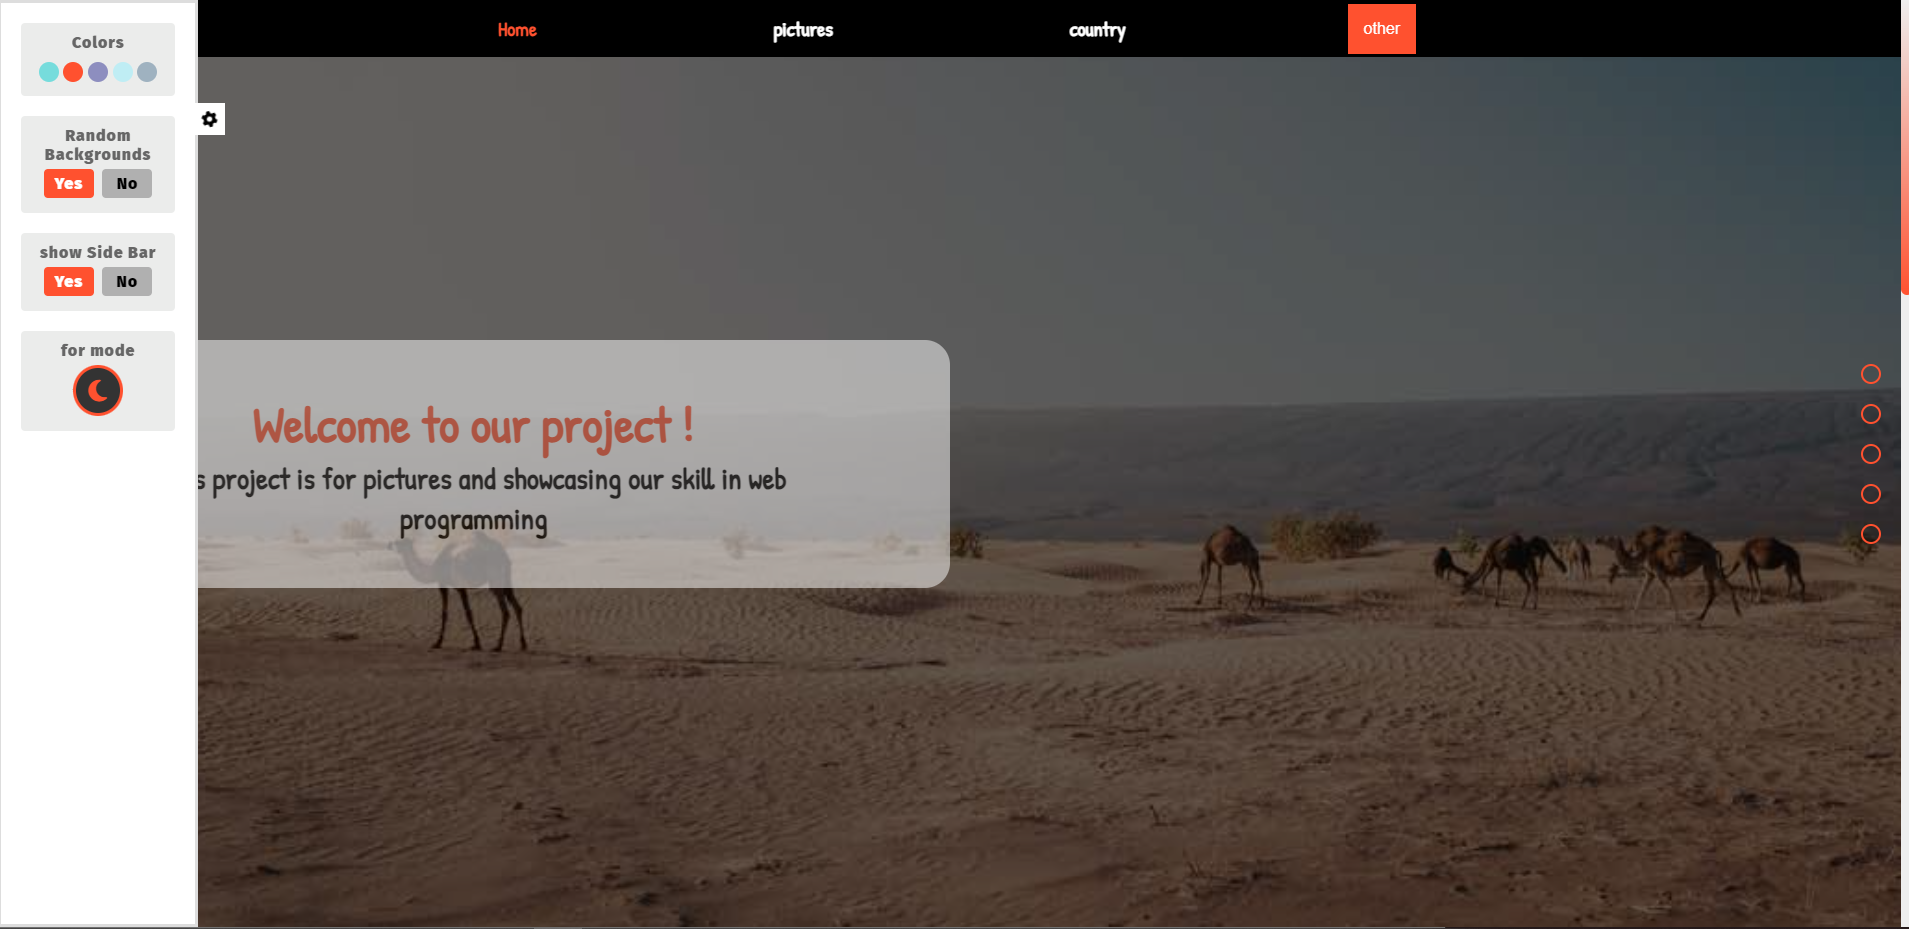 Colors
Random
Backgrounds
Yes No
show Side Bar
Yes No
for mode
Home pictures country other
Welcome to our project !
s project is for pictures and showcasing our skill in web
programming